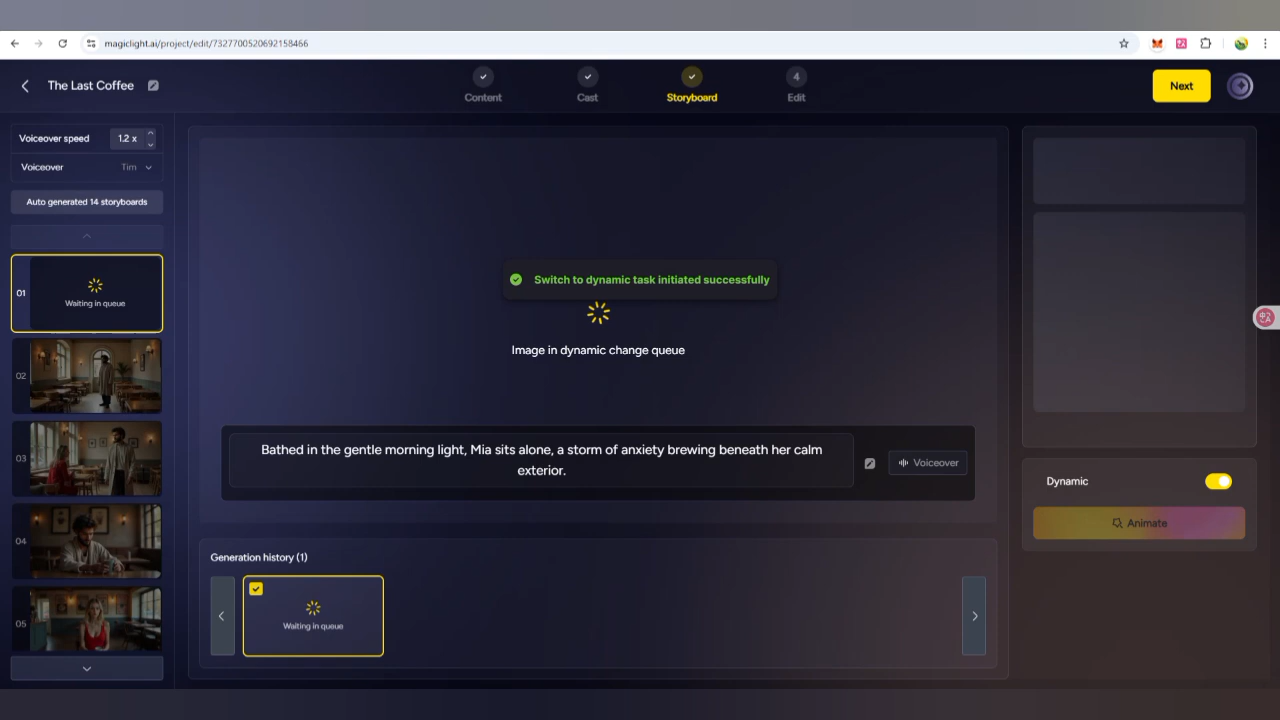 magiclight.ai/project/edit/7327700520692158466
The Last Coffee
Content
Cast
Storyboard
4
Edit
Next
Voiceover speed
1.2 x
Voiceover
Tim
Auto generated 14 storyboards
01
Waiting in queue
02
03
04
05
Switch to dynamic task initiated successfully
Image in dynamic change queue
Bathed in the gentle morning light, Mia sits alone, a storm of anxiety brewing beneath her calm
exterior.
Voiceover
Generation history (1)
Waiting in queue
Dynamic
Animate